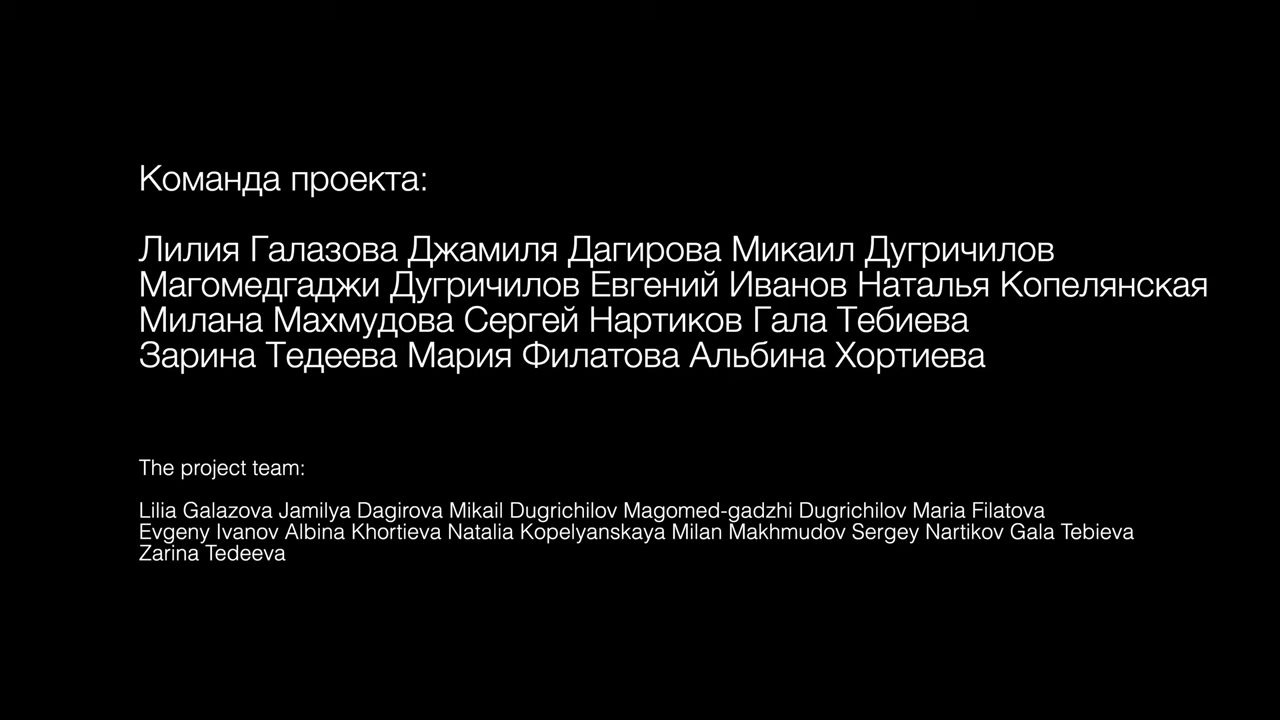 Команда проекта:
Лилия Галазова Джамиля Дагирова Микаил Дугричилов
Магомедгаджи Дугричилов Евгений Иванов Наталья Копелянская
Милана Махмудова Сергей Нартиков Гала Тебиева
Зарина Тедеева Мария Филатова Альбина Хортиева
The project team:
Lilia Galazova Jamilya Dagirova Mikail Dugrichilov Magomed-gadzhi Dugrichilov Maria Filatova
Evgeny Ivanov Albina Khortieva Natalia Kopelyanskaya Milan Makhmudov Sergey Nartikov Gala Tebieva
Zarina Tedeeva